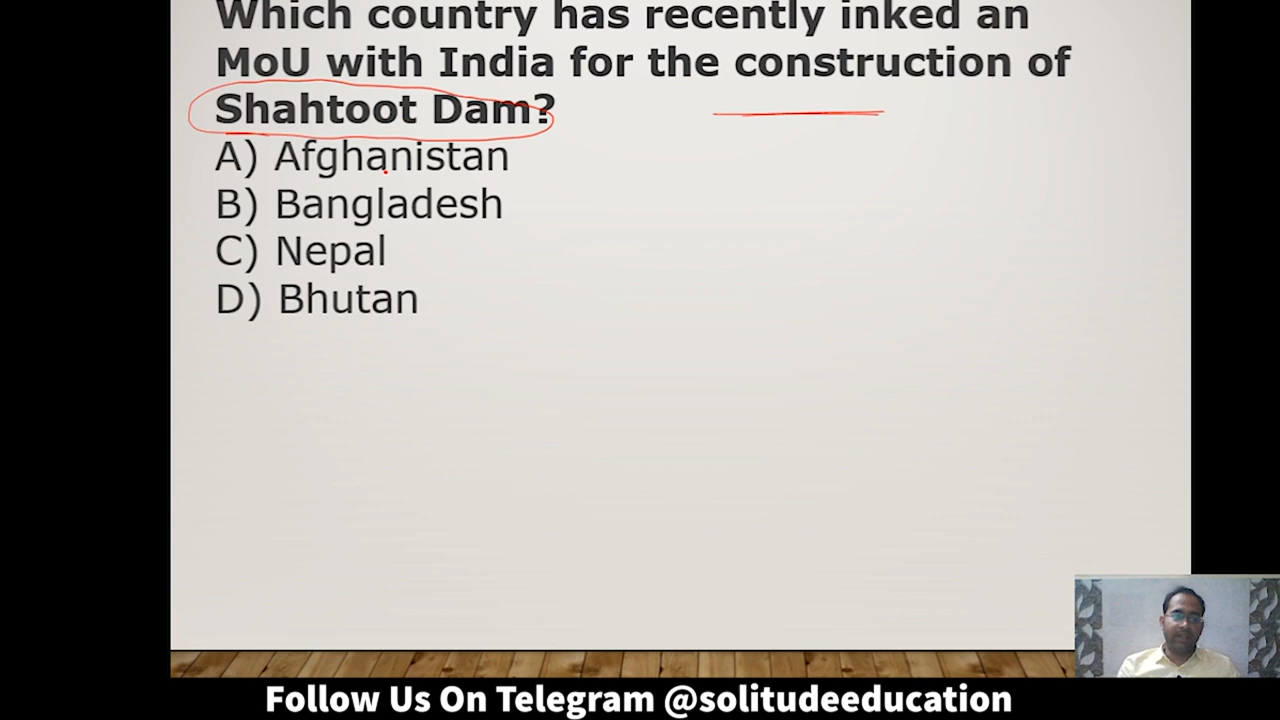 Which country has recently inked an
MoU with India for the construction of
Shahtoot Dam?
A) Afghanistan
B) Bangladesh
C) Nepal
D) Bhutan
Follow Us On Telegram @solitudeeducation